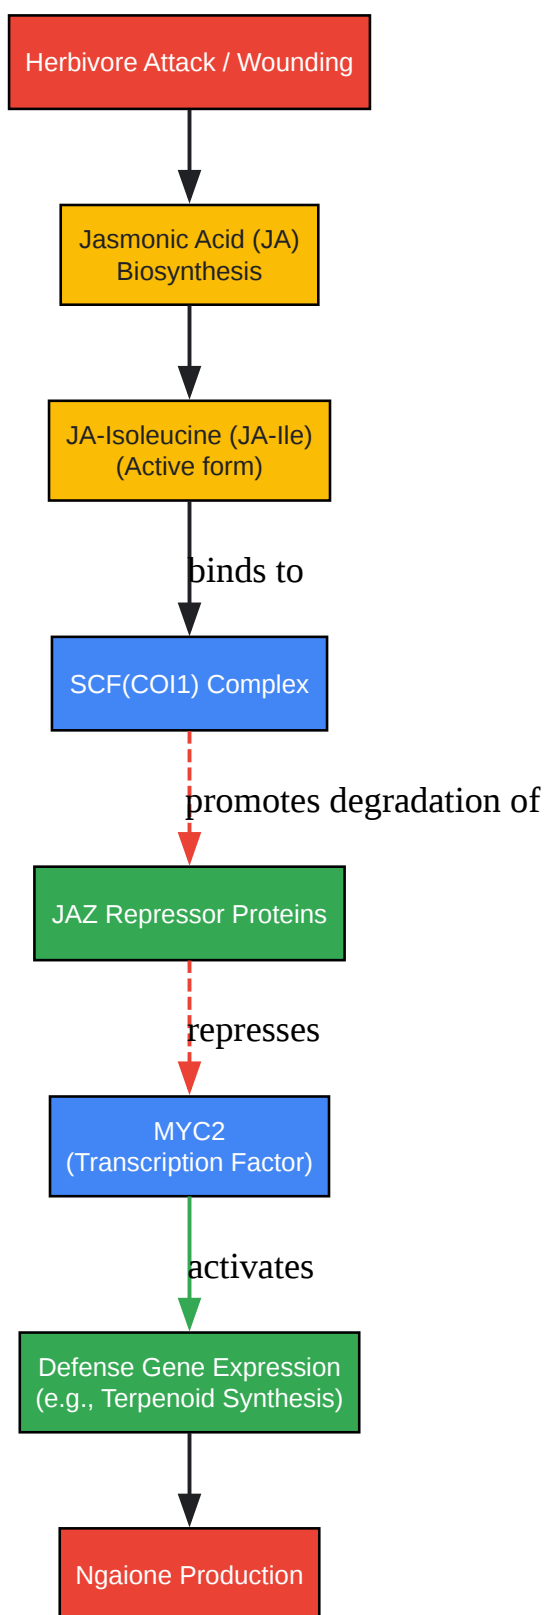 Herbivore Attack / Wounding
Jasmonic Acid (JA)
Biosynthesis
JA-Isoleucine (JA-Ile)
(Active form)
binds to
SCF(COI1) Complex
promotes degradation of
JAZ Repressor Proteins
represses
MYC2
(Transcription Factor)
activates
Defense Gene Expression
(e.g., Terpenoid Synthesis)
Ngaione Production